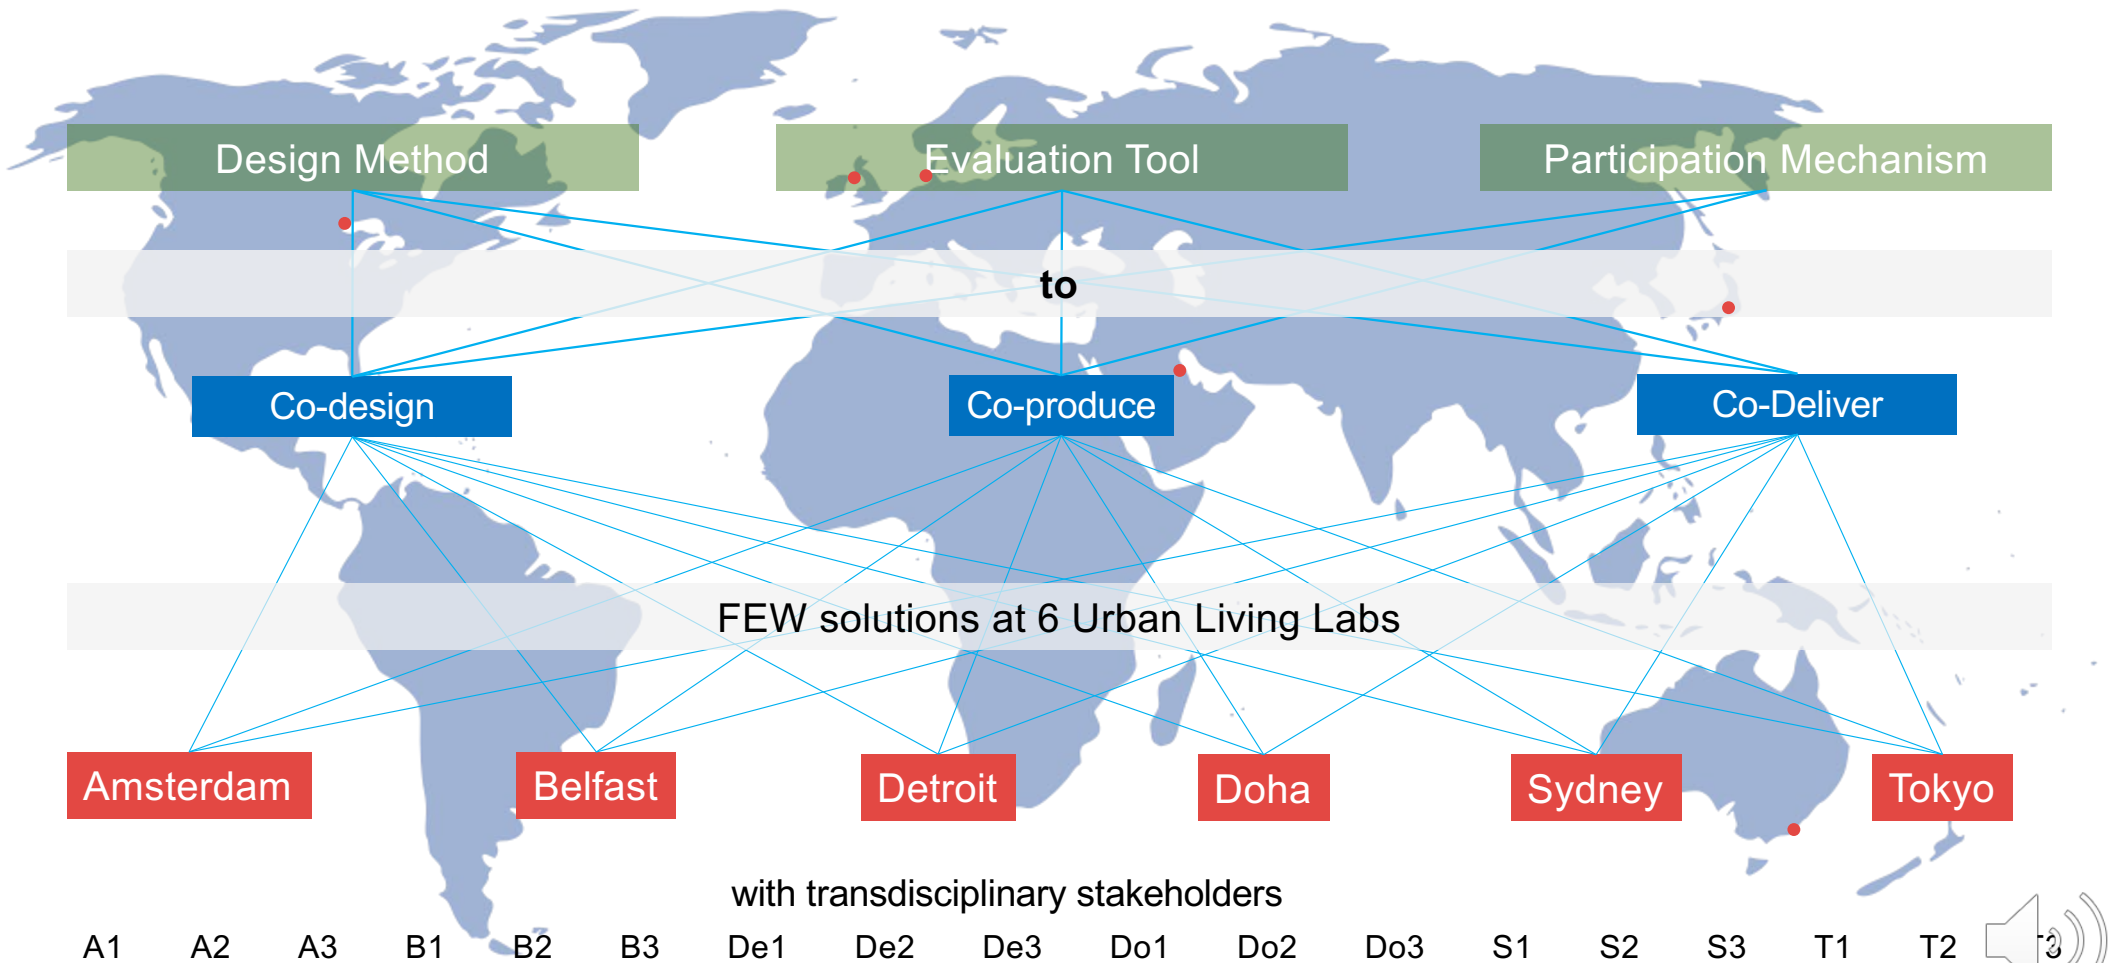 Design Method
Evaluation Tool
Participation Mechanism
to
Co-design
Co-produce
Co-Deliver
FEW solutions at 6 Urban Living Labs
Amsterdam
Belfast
Detroit
Doha
Sydney
Tokyo
with transdisciplinary stakeholders
A1 A2 A3 B1 B2 B3 De1 De2 De3 Do1 Do2 Do3 S1 S2 S3 T1 T2 T3